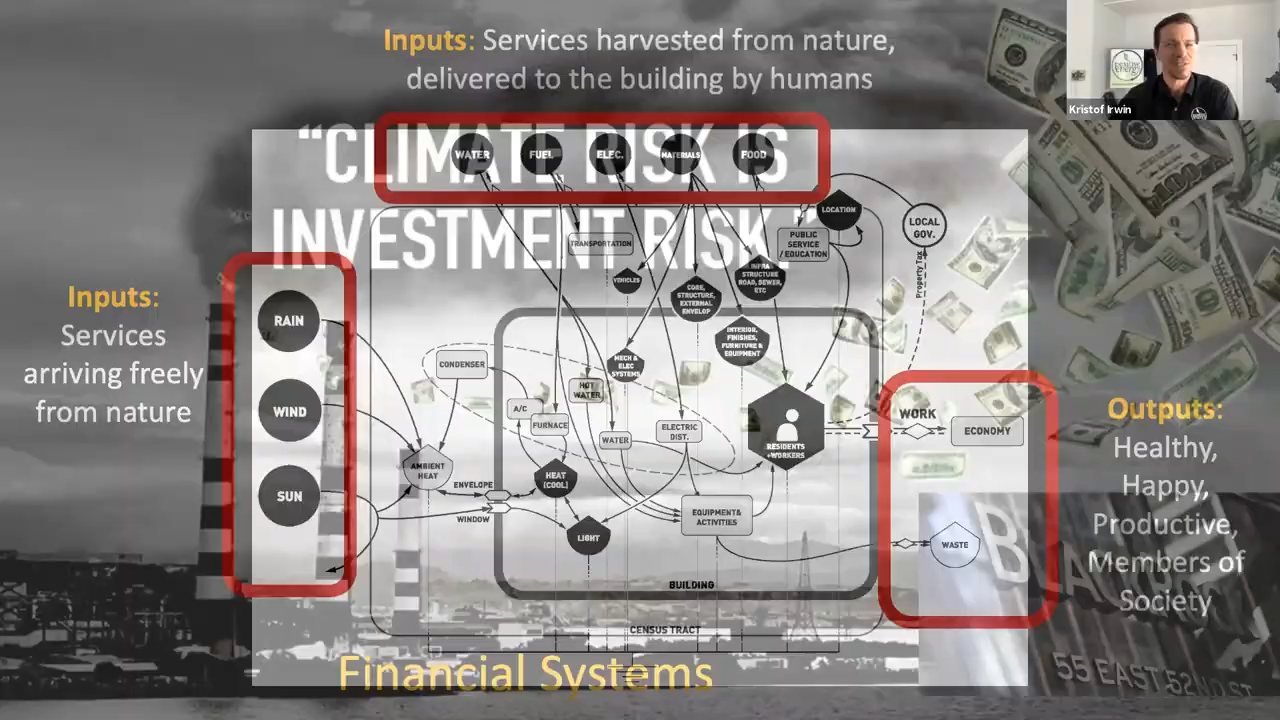 Inputs: Services harvested from nature,
delivered to the building by humans
Kristof Irwin
“CLIMATE RISK IS
INVESTMENT RISK.”
WATER
FUEL
ELEC.
MATERIALS
FOOD
LOCATION
LOCAL
GOV.
TRANSPORTATION
PUBLIC
SERVICE
/ EDUCATION
VEHICLES
CORE,
STRUCTURE,
EXTERNAL
ENVELOP
INFRA
STRUCTURE
ROAD, SEWER,
ETC
Property Tax
Inputs:
Services
arriving freely
from nature
RAIN
WIND
SUN
INTERIOR,
FINISHES,
FURNITURE &
EQUIPMENT
CONDENSER
MECH &
ELEC
SYSTEMS
HOT
WATER
A/C
FURNACE
WATER
ELECTRIC
DIST.
RESIDENTS
+WORKERS
WORK
ECONOMY
AMBIENT
HEAT
ENVELOPE
WINDOW
HEAT
(COOL)
LIGHT
EQUIPMENT&
ACTIVITIES
WASTE
BUILDING
CENSUS TRACT
Outputs:
Healthy,
Happy,
Productive,
Members of
Society
Financial Systems
55 EAST 52ND ST